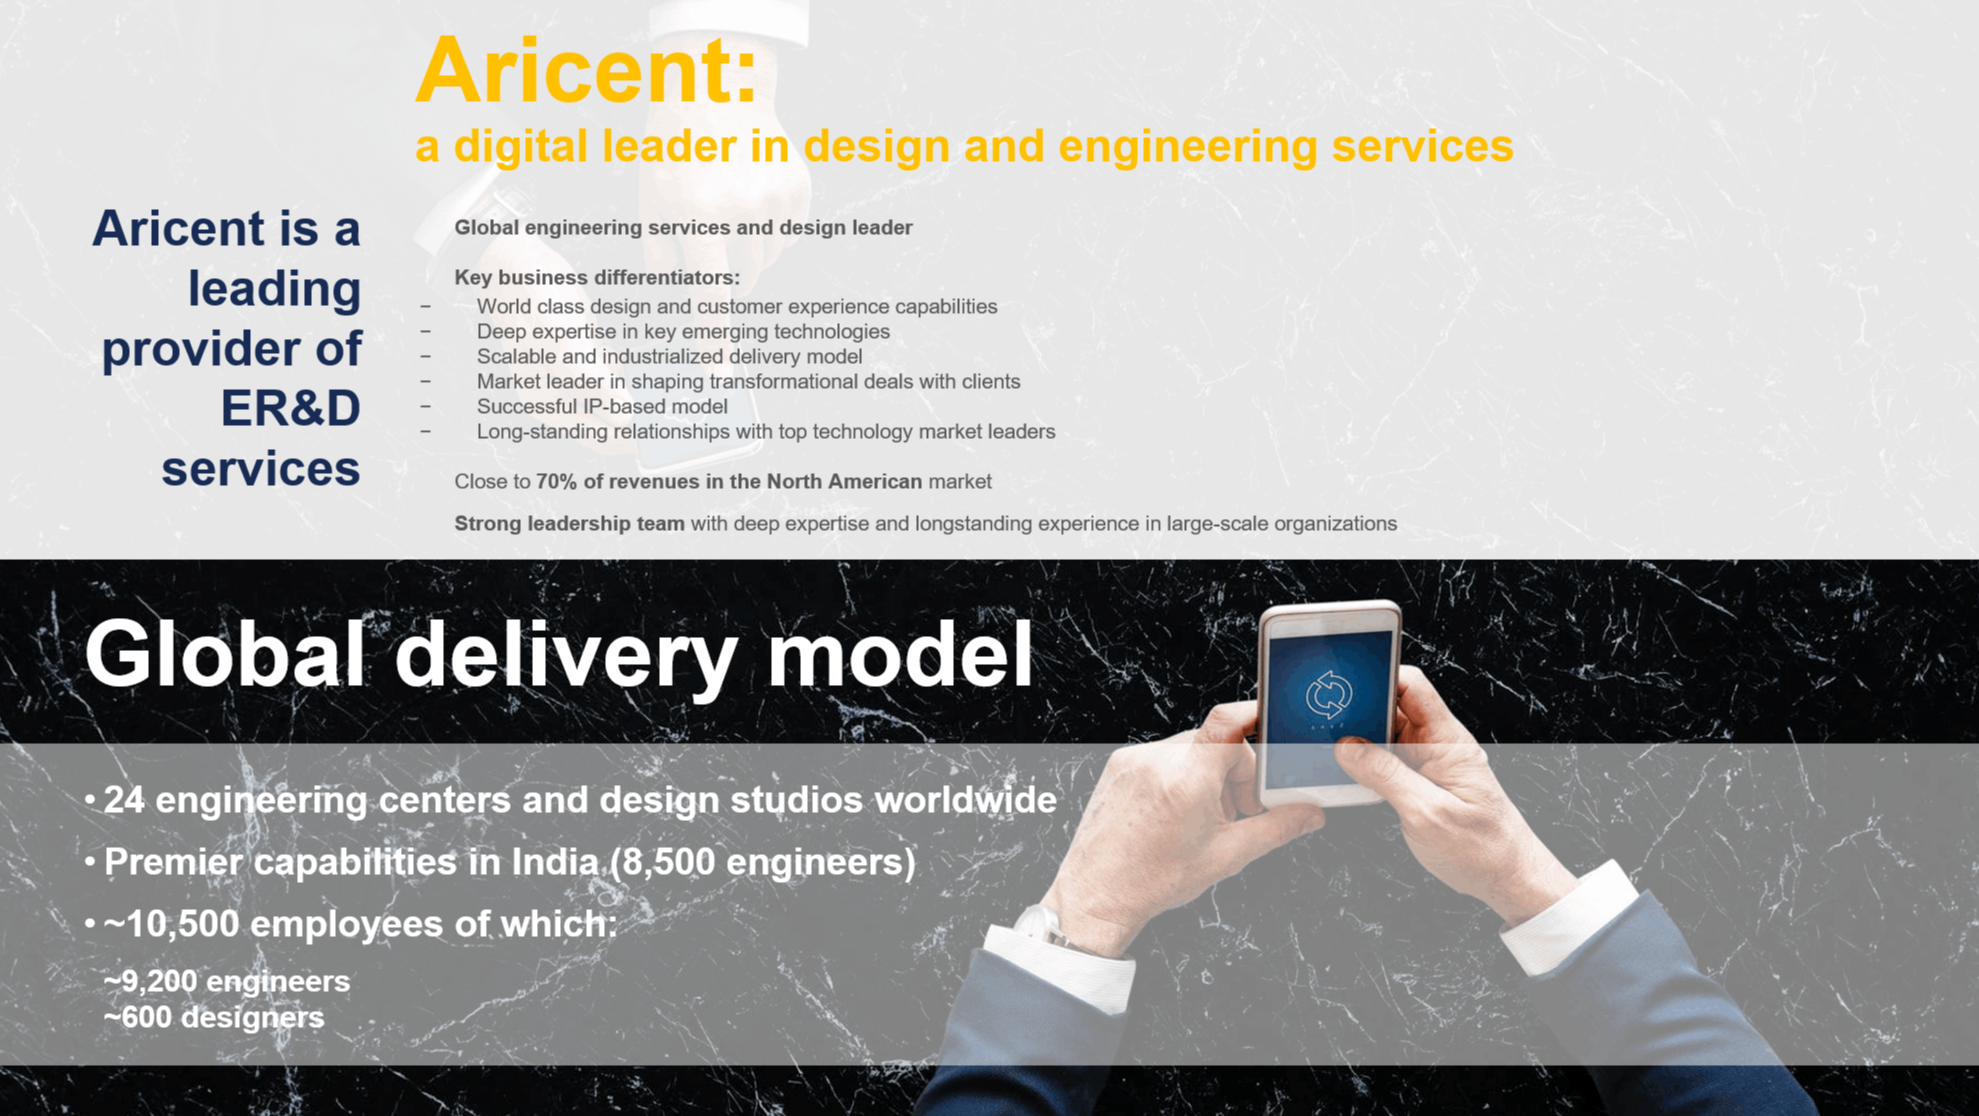 Aricent:
a digital leader in design and engineering services
Aricent is a
leading
provider of
ER&D
services
Global engineering services and design leader
Key business differentiators:
– World class design and customer experience capabilities
– Deep expertise in key emerging technologies
– Scalable and industrialized delivery model
– Market leader in shaping transformational deals with clients
– Successful IP-based model
– Long-standing relationships with top technology market leaders
Close to 70% of revenues in the North American market
Strong leadership team with deep expertise and longstanding experience in large-scale organizations
Global delivery model
• 24 engineering centers and design studios worldwide
• Premier capabilities in India (8,500 engineers)
• ~10,500 employees of which:
~9,200 engineers
~600 designers